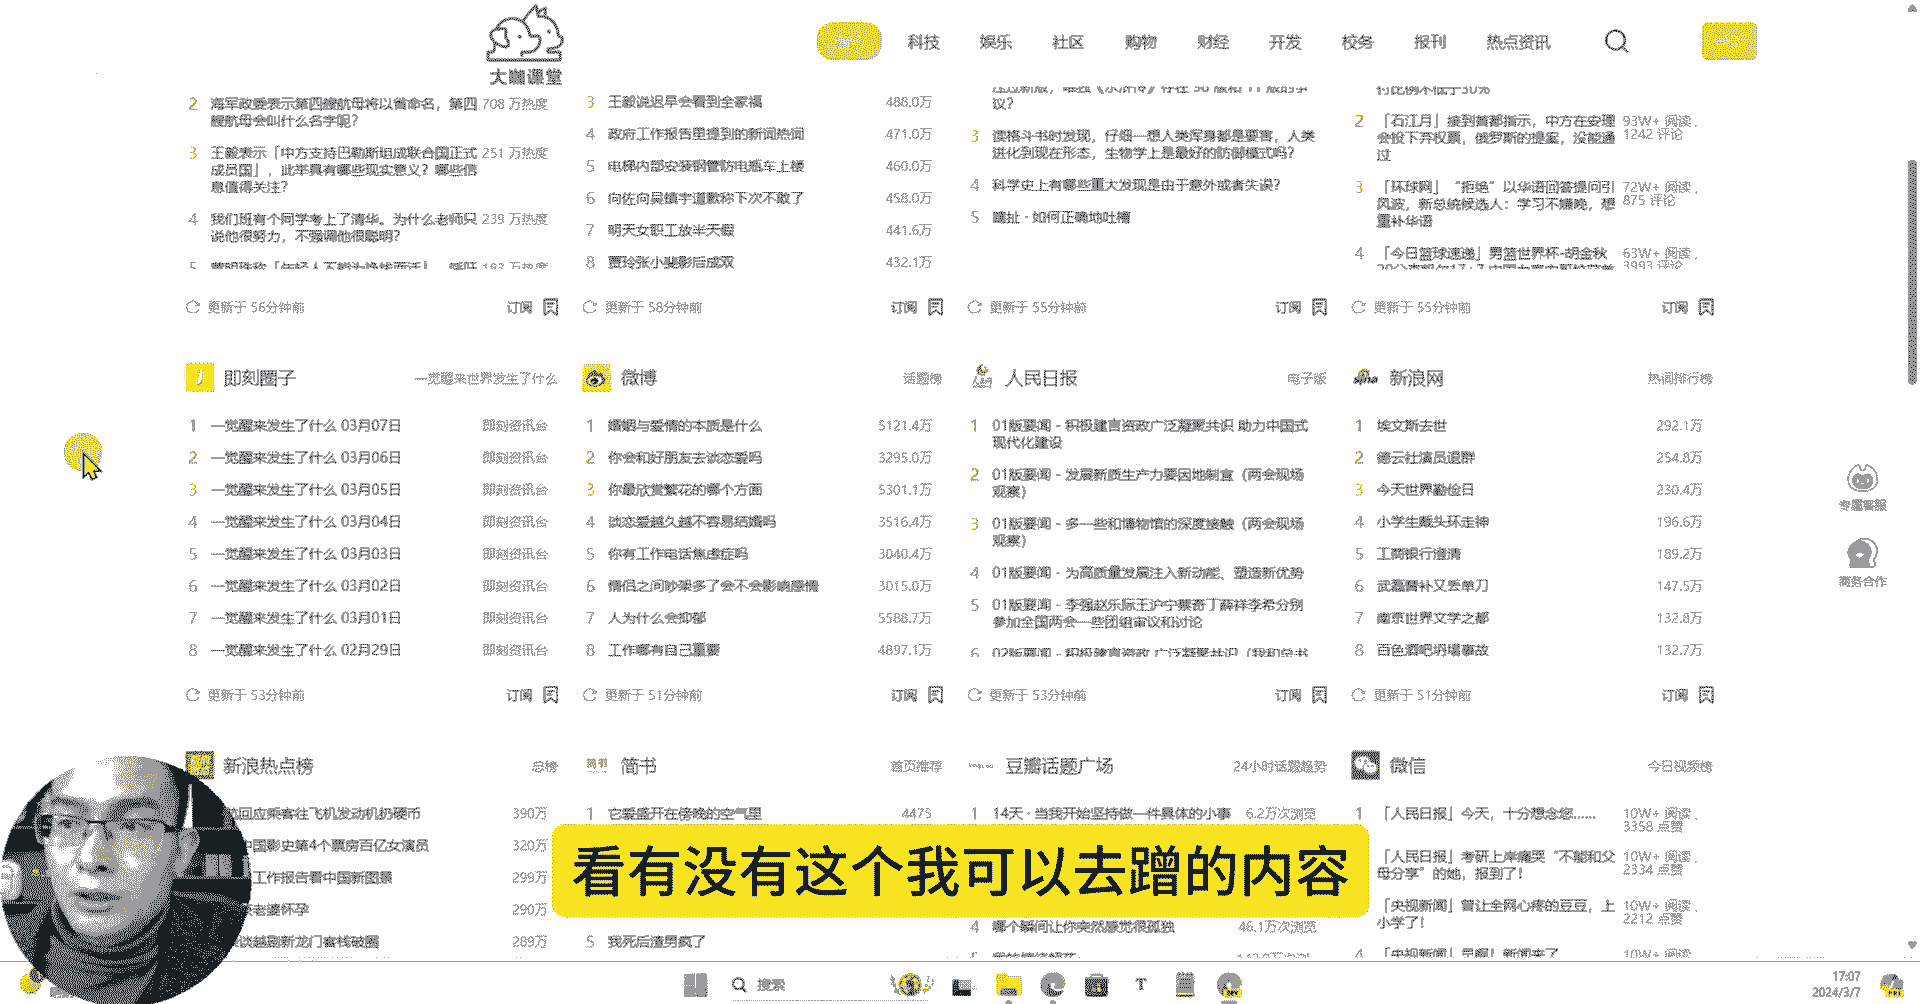 大咖课堂
科技 娱乐 社区 购物 财经 开发 校务 报刊 热点资讯
2 海军政委表示第四艘航母将以省命名，第四 708 万热度
艘航母会叫什么名字呢？
3 王毅表示「中方支持巴勒斯坦成联合国正式 251 万热度
成员国」，此举具有哪些现实意义？哪些信
息值得关注？
4 我们班有个同学考上了清华。为什么老师只 239 万热度
说他很努力，不强调他很聪明？
更新于 56分钟前 订阅
3 王毅说迟早会看到全家福 488.0万
4 政府工作报告里提到的新词热词 471.0万
5 电梯内部安装钢管防电瓶车上楼 460.0万
6 向佐向吴镇宇道歉称下次不敢了 458.0万
7 明天女职工放半天假 441.6万
8 贾玲张小斐影后成双 432.1万
更新于 58分钟前 订阅
议？
3 读格斗书时发现，仔细一想人类浑身都是要害，人类
进化到现在形态，生物学上是最好的防御模式吗？
4 科学史上有哪些重大发现是由于意外或者失误？
5 瞎扯 · 如何正确地吐槽
更新于 55分钟前 订阅
2 「石江月」接到首都指示，中方在安理 93W+ 阅读，
会投下弃权票，俄罗斯的提案，没能通 1242 评论
过
3 「环球网」“拒绝”以华语回答提问引 72W+ 阅读，
风波，新总统候选人：学习不嫌晚，想 875 评论
重补华语
4 「今日篮球速递」男篮世界杯-胡金秋 63W+ 阅读，
3993 评论
更新于 55分钟前 订阅
即刻圈子 一觉醒来世界发生了什么
1 一觉醒来发生了什么 03月07日 即刻资讯台
2 一觉醒来发生了什么 03月06日 即刻资讯台
3 一觉醒来发生了什么 03月05日 即刻资讯台
4 一觉醒来发生了什么 03月04日 即刻资讯台
5 一觉醒来发生了什么 03月03日 即刻资讯台
6 一觉醒来发生了什么 03月02日 即刻资讯台
7 一觉醒来发生了什么 03月01日 即刻资讯台
8 一觉醒来发生了什么 02月29日 即刻资讯台
更新于 53分钟前 订阅
微博 话题榜
1 婚姻与爱情的本质是什么 5121.4万
2 你会和好朋友去谈恋爱吗 3295.0万
3 你最欣赏繁花的哪个方面 5301.1万
4 谈恋爱越久越不容易结婚吗 3516.4万
5 你有工作电话焦虑症吗 3040.4万
6 情侣之间吵架多了会不会影响感情 3015.0万
7 人为什么会抑郁 5588.7万
8 工作哪有自己重要 4897.1万
更新于 51分钟前 订阅
人民日报 电子版
1 01版要闻 - 积极建言资政广泛凝聚共识 助力中国式
现代化建设
2 01版要闻 - 发展新质生产力要因地制宜（两会现场
观察）
3 01版要闻 - 多一些和博物馆的深度接触（两会现场
观察）
4 01版要闻 - 为高质量发展注入新动能、塑造新优势
5 01版要闻 - 李强赵乐际王沪宁蔡奇丁薛祥李希分别
参加全国两会一些团组审议和讨论
6 02版要闻 - 积极建言资政 广泛凝聚共识
更新于 53分钟前 订阅
sina 新浪网 热词排行榜
1 埃文斯去世 292.1万
2 德云社演员退群 254.8万
3 今天世界勤俭日 230.4万
4 小学生戴头环走神 196.6万
5 工商银行澄清 189.2万
6 武磊替补又丢单刀 147.5万
7 南京世界文学之都 132.8万
8 百色酒吧坍塌事故 132.7万
更新于 51分钟前 订阅
专题客服
商务合作
新浪热点榜 总榜
回应乘客往飞机发动机扔硬币 390万
中国影史第4个票房百亿女演员 320万
工作报告看中国新图景 299万
老婆怀孕 290万
谈越剧新龙门客栈破圈 289万
简书 首页推荐
1 它爱盛开在傍晚的空气里 4475
5 我死后渣男疯了
豆瓣话题广场 24小时话题趋势
1 14天 · 当我开始坚持做一件具体的小事 6.2万次浏览
4 哪个瞬间让你突然感觉很孤独 46.1万次浏览
微信 今日视频榜
1 「人民日报」今天，十分想念您…… 10W+ 阅读，
3358 点赞
「人民日报」考研上岸痛哭“不能和父 10W+ 阅读，
母分享”的她，报到了！ 2334 点赞
「央视新闻」曾让全网心疼的豆豆，上 10W+ 阅读，
小学了！ 2212 点赞
4 「央视新闻」早啊！新闻来了 10W+ 阅读，
看有没有这个我可以去蹭的内容
搜索
17:07
2024/3/7